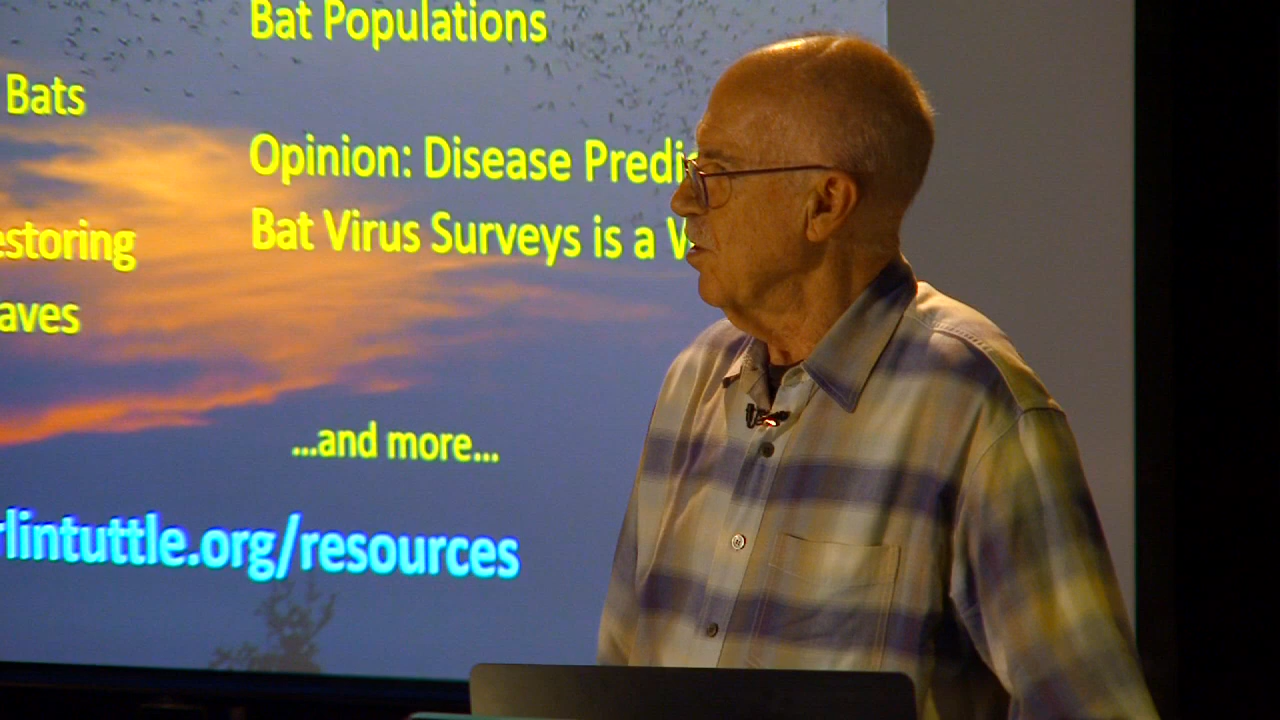 Bat Populations
Bats
Opinion: Disease Predi
Bat Virus Surveys is a
estoring
aves
...and more...
rlintuttle.org/resources